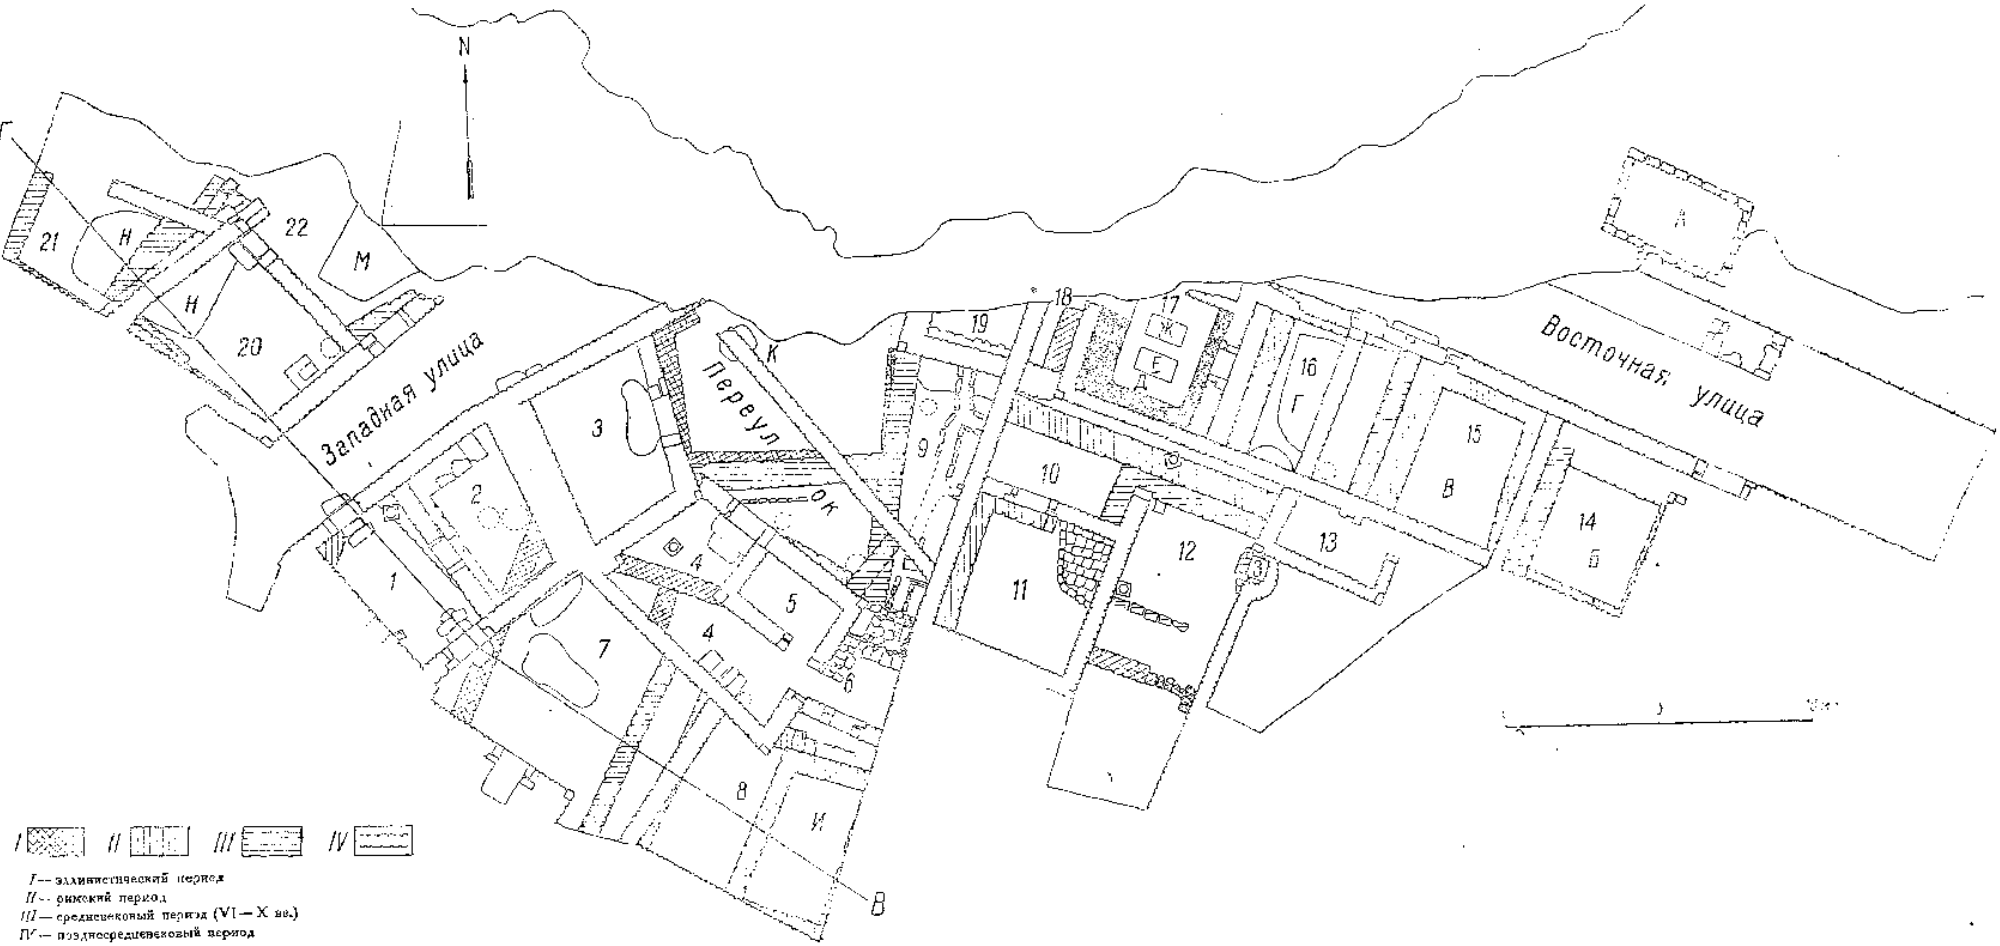 N
Г
21
Н
22
М
Н
20
Западная улица
К
Переулок
3
2
1
4
5
4
7
6
8
И
В
9
19
18
17
Ж
Е
Д
16
Г
10
15
В
11
12
13
З
14
Б
А
Восточная улица
I
II
III
IV
I — эллинистический период
II — римский период
III — средневековый период (VI — X вв.)
IV — позднесредневековый период